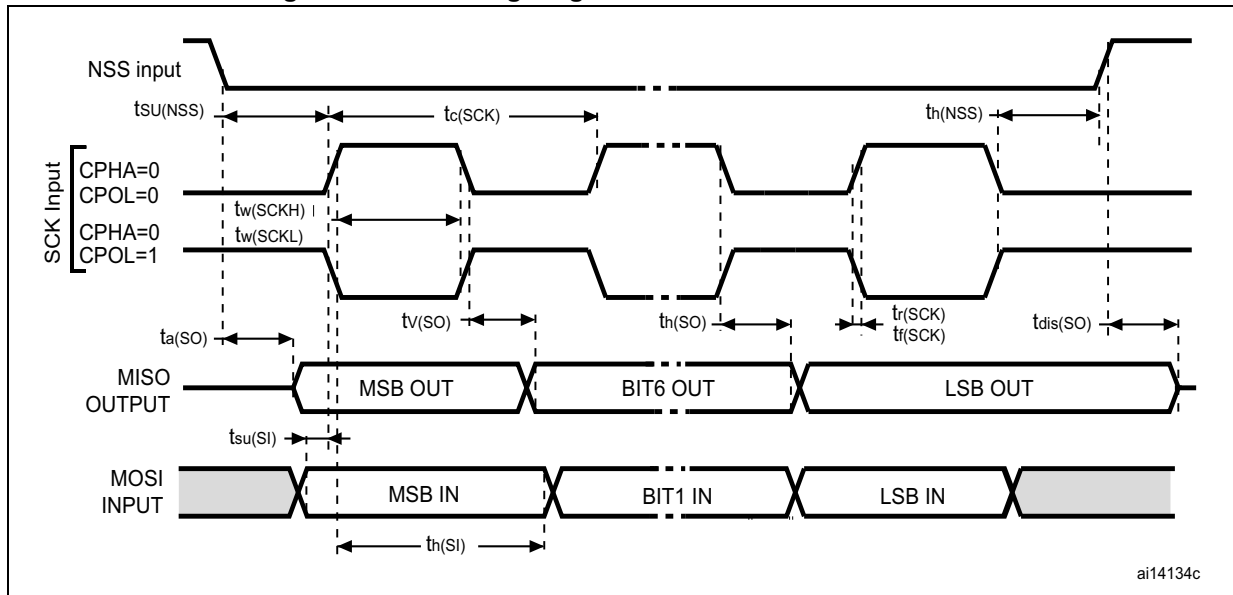 NSS input
tSU(NSS)
tc(SCK)
th(NSS)
SCK Input
CPHA=0
CPOL=0
tw(SCKH)
CPHA=0
CPOL=1
tw(SCKL)
tV(SO)
th(SO)
tr(SCK)
tf(SCK)
ta(SO)
tdis(SO)
MISO
OUTPUT
MSB OUT
BIT6 OUT
LSB OUT
tsu(SI)
MOSI
INPUT
MSB IN
BIT1 IN
LSB IN
th(SI)
ai14134c